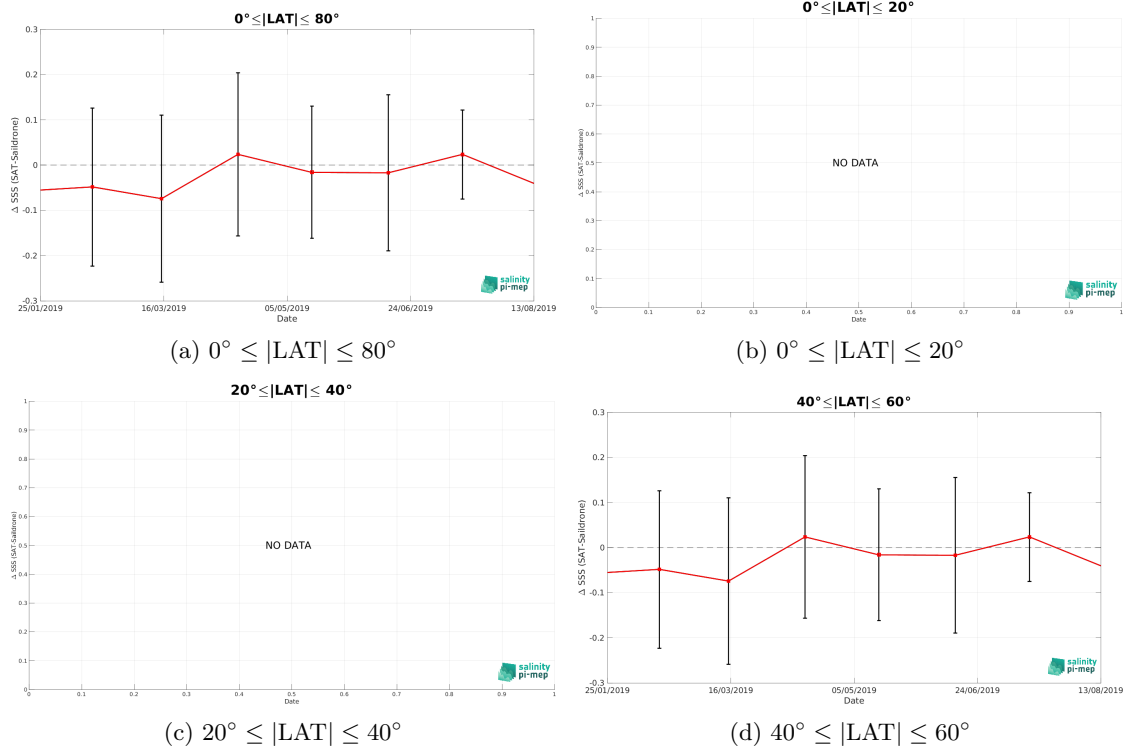 0°≤|LAT|≤ 80°
0.3
0.2
0.1
0
-0.1
-0.2
-0.3
Δ SSS (SAT-Saildrone)
25/01/2019 16/03/2019 05/05/2019 24/06/2019 13/08/2019
Date
salinity
pi-mep
(a) 0° ≤ |LAT| ≤ 80°
0°≤|LAT|≤ 20°
1
0.9
0.8
0.7
0.6
0.5
0.4
0.3
0.2
0.1
0
Δ SSS (SAT-Saildrone)
NO DATA
0 0.1 0.2 0.3 0.4 0.5 0.6 0.7 0.8 0.9 1
Date
salinity
pi-mep
(b) 0° ≤ |LAT| ≤ 20°
20°≤|LAT|≤ 40°
1
0.9
0.8
0.7
0.6
0.5
0.4
0.3
0.2
0.1
0
Δ SSS (SAT-Saildrone)
NO DATA
0 0.1 0.2 0.3 0.4 0.5 0.6 0.7 0.8 0.9 1
Date
salinity
pi-mep
(c) 20° ≤ |LAT| ≤ 40°
40°≤|LAT|≤ 60°
0.3
0.2
0.1
0
-0.1
-0.2
-0.3
Δ SSS (SAT-Saildrone)
25/01/2019 16/03/2019 05/05/2019 24/06/2019 13/08/2019
Date
salinity
pi-mep
(d) 40° ≤ |LAT| ≤ 60°